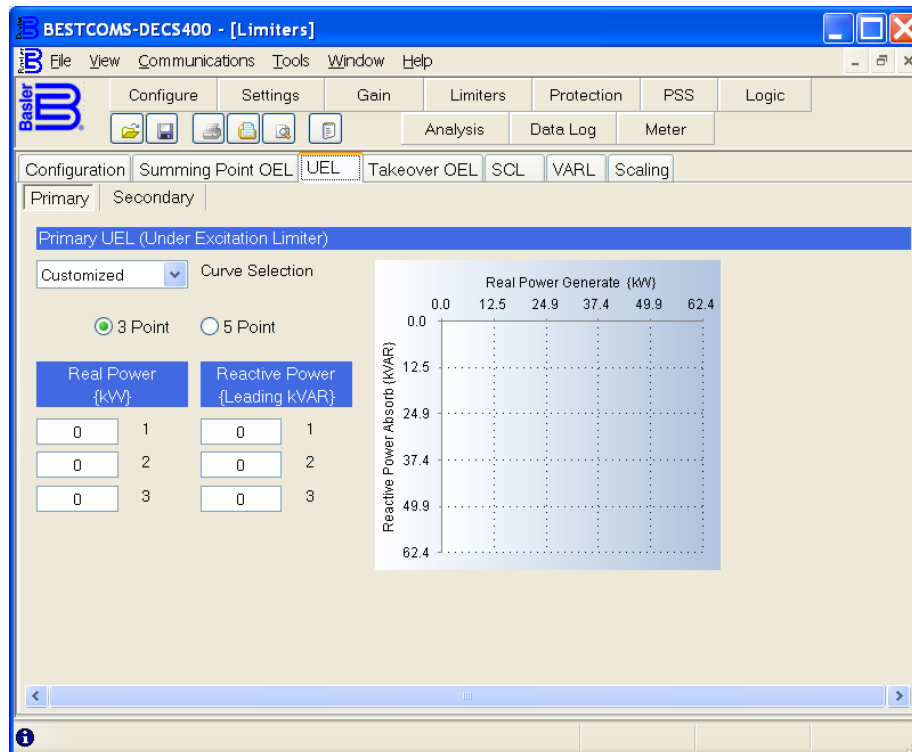 BESTCOMS-DECS400 - [Limiters]
File View Communications Tools Window Help
Basler
Configure Settings Gain Limiters Protection PSS Logic
Analysis Data Log Meter
Configuration Summing Point OEL UEL Takeover OEL SCL VARL Scaling
Primary Secondary
Primary UEL (Under Excitation Limiter)
Customized Curve Selection
3 Point 5 Point
Real Power {kW}
Reactive Power {Leading kVAR}
0 1 0 1
0 2 0 2
0 3 0 3
Real Power Generate {kW}
0.0 12.5 24.9 37.4 49.9 62.4
Reactive Power Absorb {kVAR}
0.0
12.5
24.9
37.4
49.9
62.4